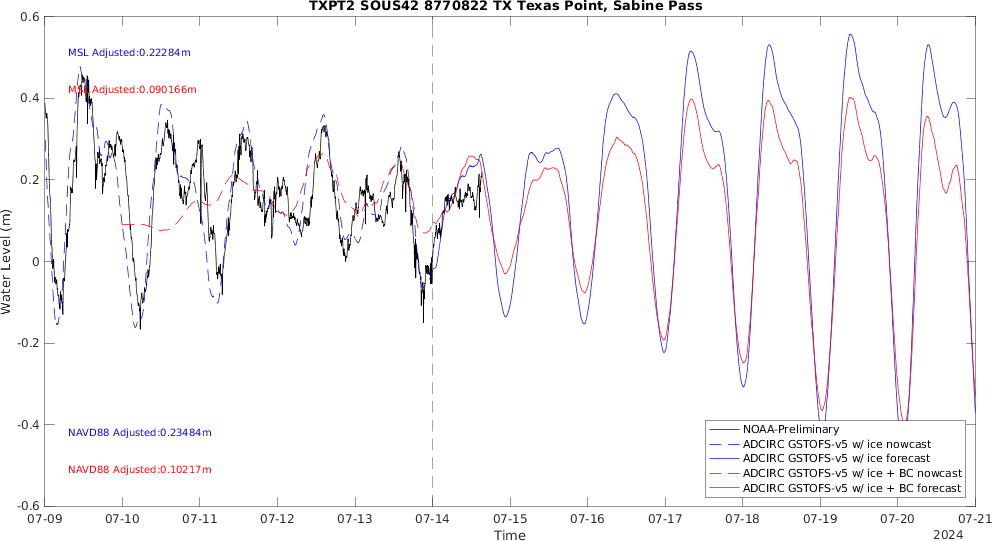 TXPT2 SOUS42 8770822 TX Texas Point, Sabine Pass
MSL Adjusted:0.22284m
MSL Adjusted:0.090166m
NAVD88 Adjusted:0.23484m
NAVD88 Adjusted:0.10217m
Water Level (m)
0.6
0.4
0.2
0
-0.2
-0.4
-0.6
NOAA-Preliminary
ADCIRC GSTOFS-v5 w/ ice nowcast
ADCIRC GSTOFS-v5 w/ ice forecast
ADCIRC GSTOFS-v5 w/ ice + BC nowcast
ADCIRC GSTOFS-v5 w/ ice + BC forecast
07-09 07-10 07-11 07-12 07-13 07-14 07-15 07-16 07-17 07-18 07-19 07-20 07-21
Time
2024